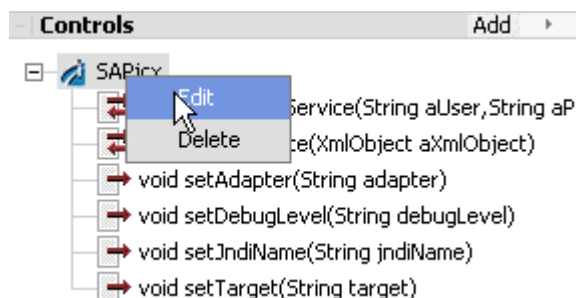 Controls Add
SAPicx
Edit
Service(String aUser,String aP
Delete
ce(XmlObject aXmlObject)
void setAdapter(String adapter)
void setDebugLevel(String debugLevel)
void setJndiName(String jndiName)
void setTarget(String target)